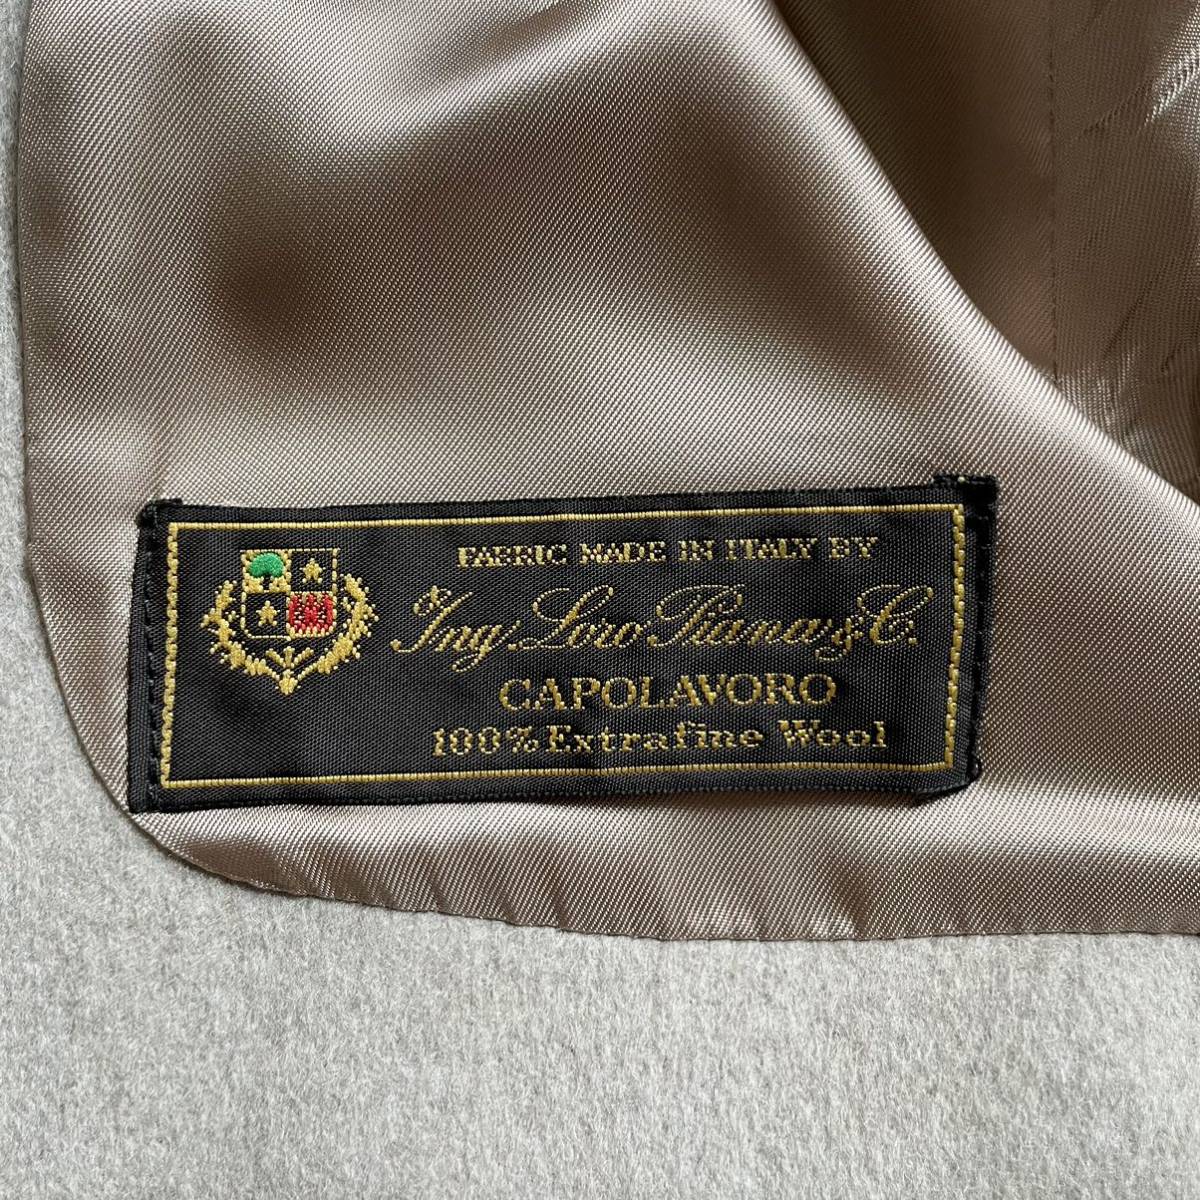 FABRIC MADE IN ITALY BY
Ing. Loro Piana & C.
CAPOLAVORO
100% Extrafine Wool